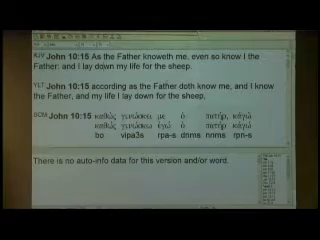 KJV John 10:15 As the Father knoweth me, even so know I the
Father: and I lay down my life for the sheep.
YLT John 10:15 according as the Father doth know me, and I know
the Father, and my life I lay down for the sheep,
John 10:15 καθὼς γινώσκει με ὁ πατήρ, κἀγὼ
καθώς γινώσκω ἐγώ ὁ πατήρ κἀγώ
bo vipa3s rpa-s dnms nnms rpn-s
There is no auto-info data for this version and/or word.